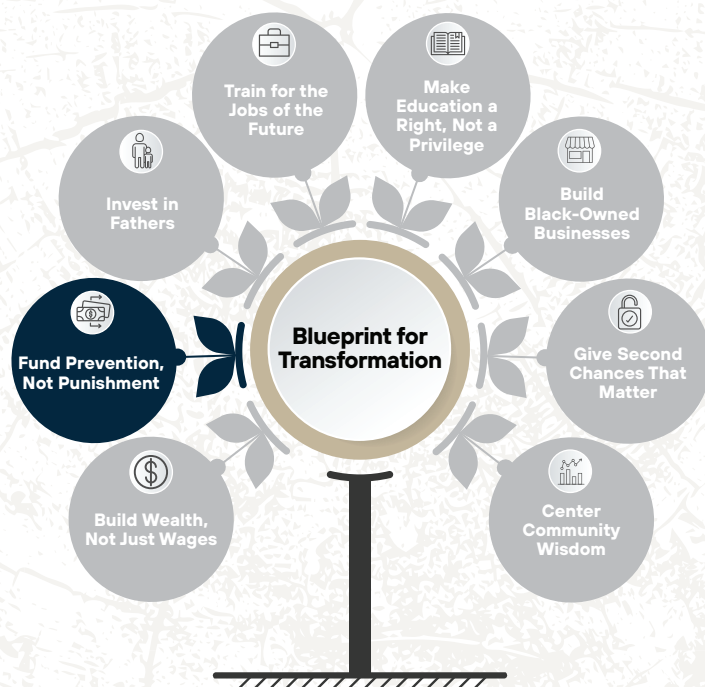 Train for the
Jobs of the
Future
Make
Education a
Right, Not a
Privilege
Invest in
Fathers
Build
Black-Owned
Businesses
Blueprint for
Transformation
Fund Prevention,
Not Punishment
Give Second
Chances That
Matter
Build Wealth,
Not Just Wages
Center
Community
Wisdom